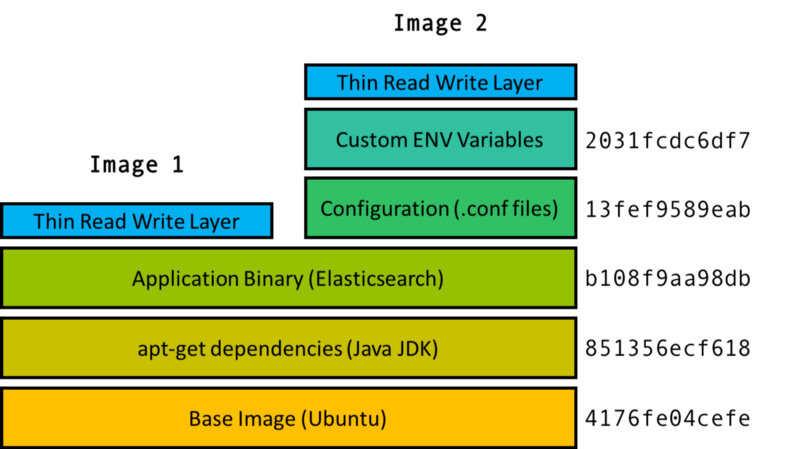 Image 2
Thin Read Write Layer
Custom ENV Variables 2031fcdc6df7
Image 1
Configuration (.conf files) 13fef9589eab
Thin Read Write Layer
Application Binary (Elasticsearch) b108f9aa98db
apt-get dependencies (Java JDK) 851356ecf618
Base Image (Ubuntu) 4176fe04cefe